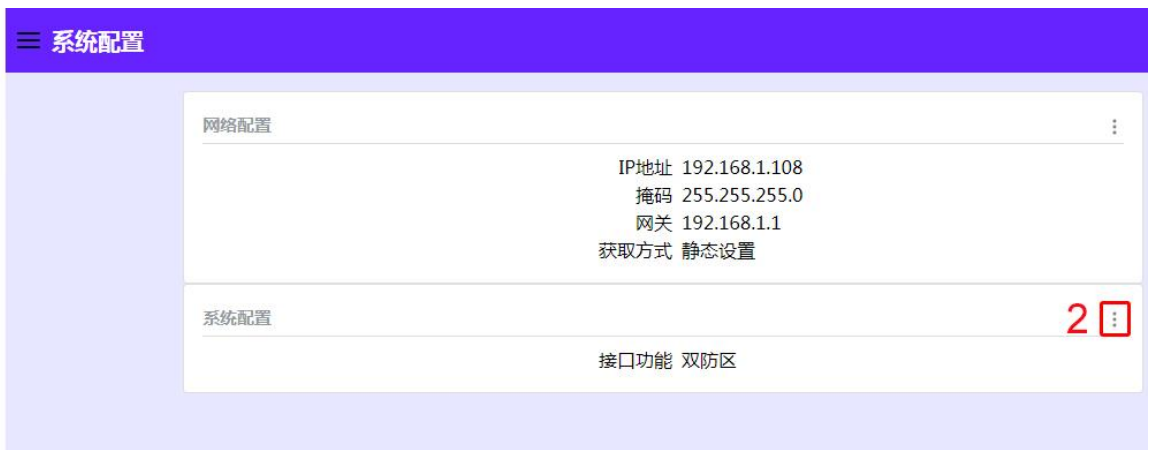 系统配置
网络配置
IP地址 192.168.1.108
掩码 255.255.255.0
网关 192.168.1.1
获取方式 静态设置
系统配置
2
接口功能 双防区